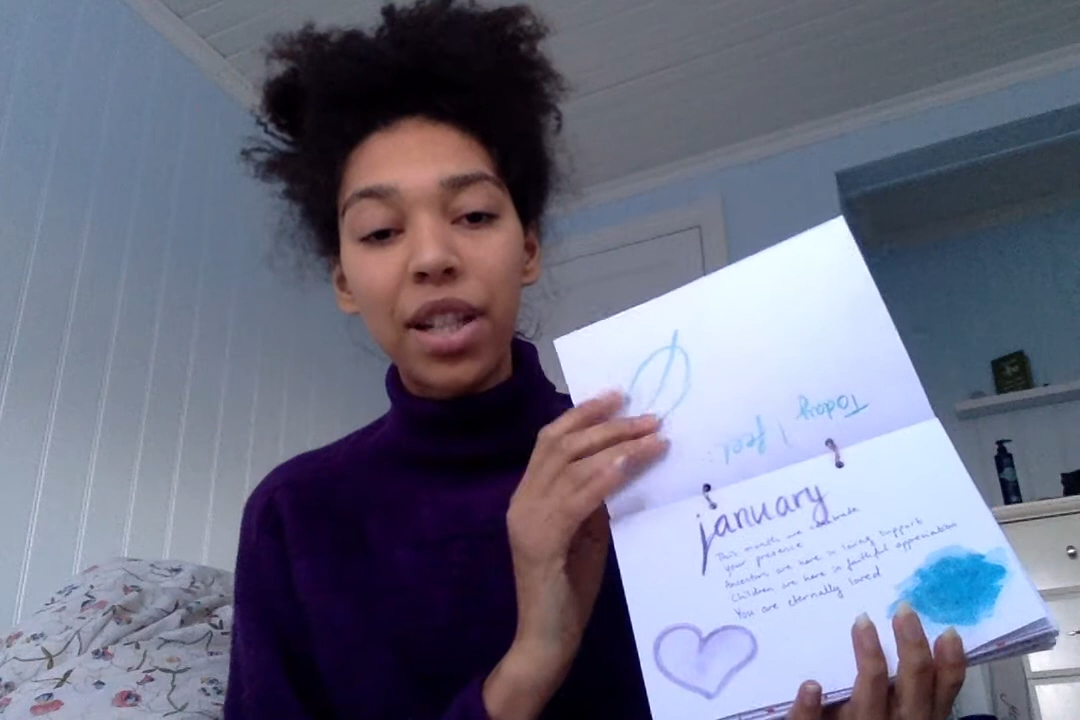 Today I feel:
january
This month we celebrate
your presence
Ancestors are here in loving support
Children are here in faithful appreciation
You are eternally loved